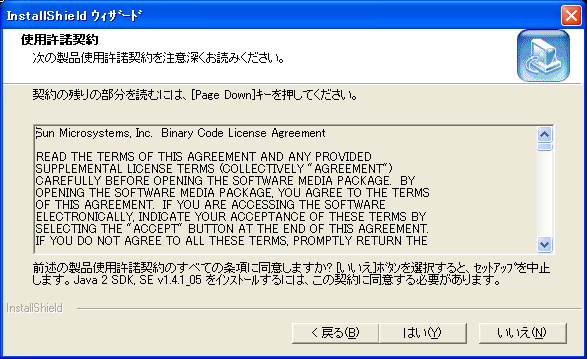 InstallShield ウィザード
使用許諾契約
次の製品使用許諾契約を注意深くお読みください。
契約の残りの部分を読むには、[Page Down]キーを押してください。
Sun Microsystems, Inc.  Binary Code License Agreement
READ THE TERMS OF THIS AGREEMENT AND ANY PROVIDED
SUPPLEMENTAL LICENSE TERMS (COLLECTIVELY "AGREEMENT")
CAREFULLY BEFORE OPENING THE SOFTWARE MEDIA PACKAGE.  BY
OPENING THE SOFTWARE MEDIA PACKAGE, YOU AGREE TO THE TERMS
OF THIS AGREEMENT.  IF YOU ARE ACCESSING THE SOFTWARE
ELECTRONICALLY, INDICATE YOUR ACCEPTANCE OF THESE TERMS BY
SELECTING THE "ACCEPT" BUTTON AT THE END OF THIS AGREEMENT.
IF YOU DO NOT AGREE TO ALL THESE TERMS, PROMPTLY RETURN THE
前述の製品使用許諾契約のすべての条項に同意しますか? [いいえ]ボタンを選択すると、セットアップを中止
します。Java 2 SDK, SE v1.4.1_05 をインストールするには、この契約に同意する必要があります。
InstallShield
< 戻る(B)
はい(Y)
いいえ(N)